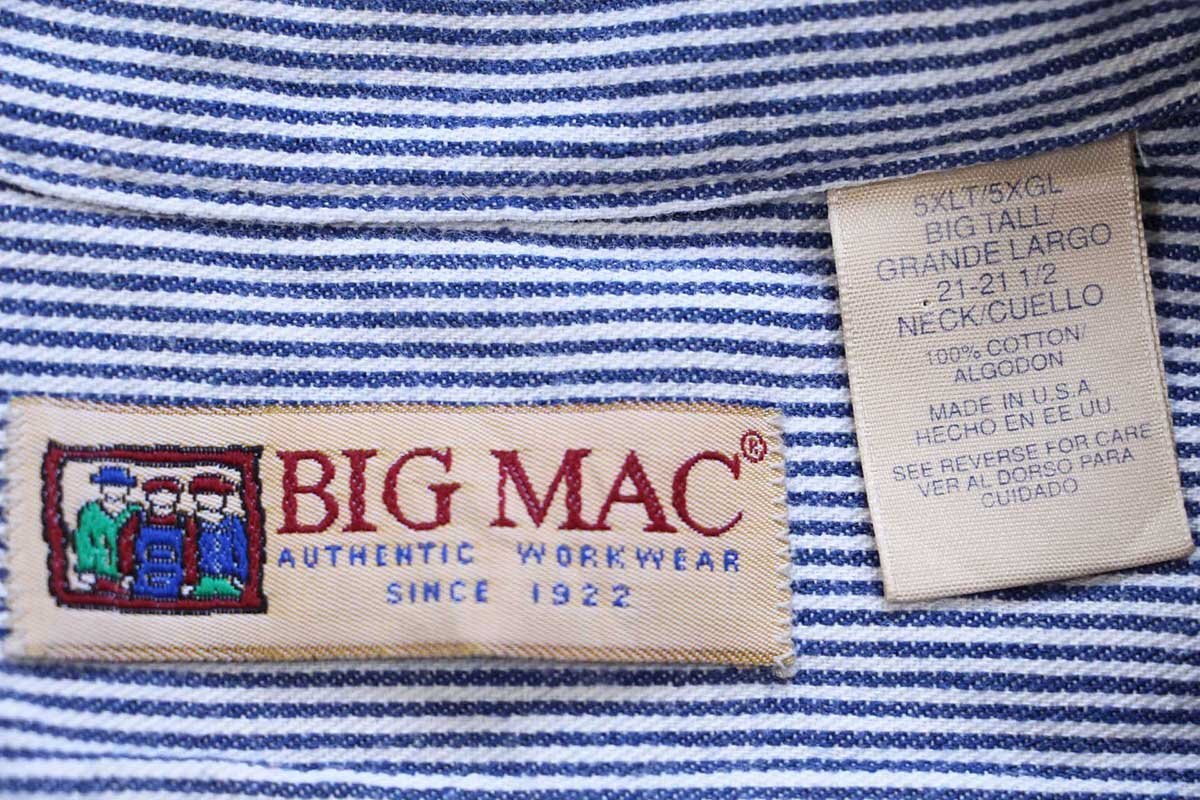 BIG MAC®
AUTHENTIC WORKWEAR
SINCE 1922
5XLT/5XGL
BIG TALL/
GRANDE LARGO
21-21 1/2
NECK/CUELLO
100% COTTON/
ALGODON
MADE IN U.S.A.
HECHO EN EE UU.
SEE REVERSE FOR CARE
VER AL DORSO PARA
CUIDADO